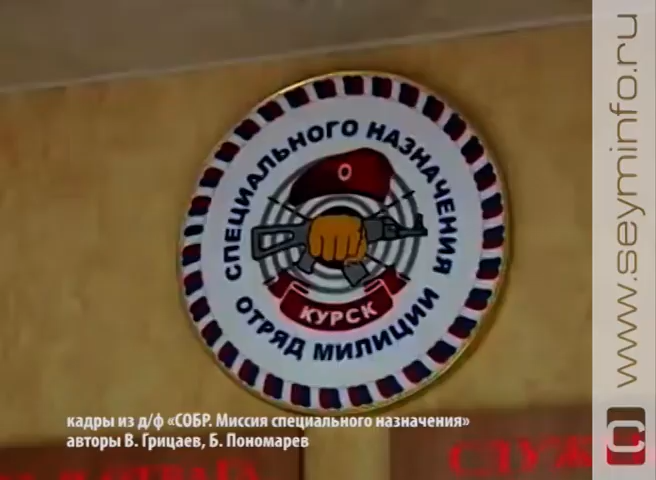 СПЕЦИАЛЬНОГО НАЗНАЧЕНИЯ
КУРСК
ОТРЯД МИЛИЦИИ
кадры из д/ф «СОБР. Миссия специального назначения»
авторы В. Грицаев, Б. Пономарев
www.seyminfo.ru